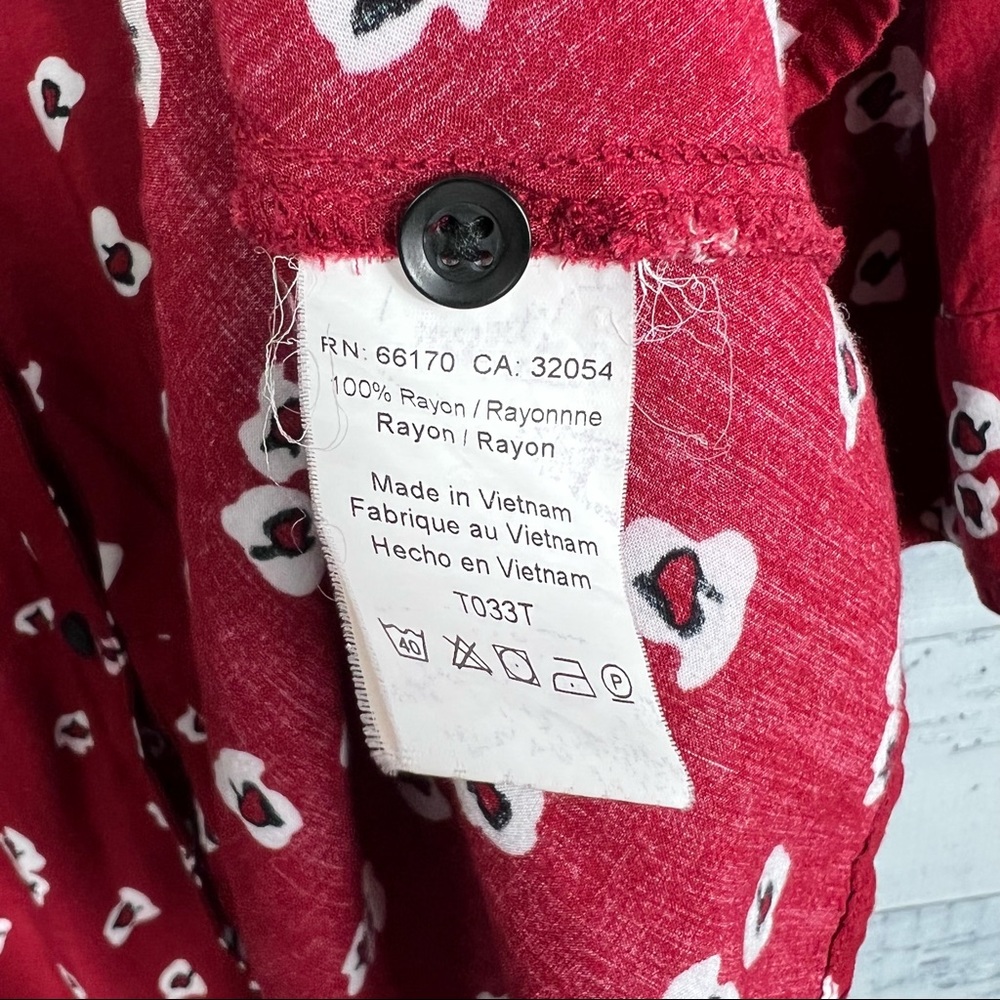 RN: 66170 CA: 32054
100% Rayon / Rayonnne
Rayon / Rayon
Made in Vietnam
Fabrique au Vietnam
Hecho en Vietnam
T033T
40 P